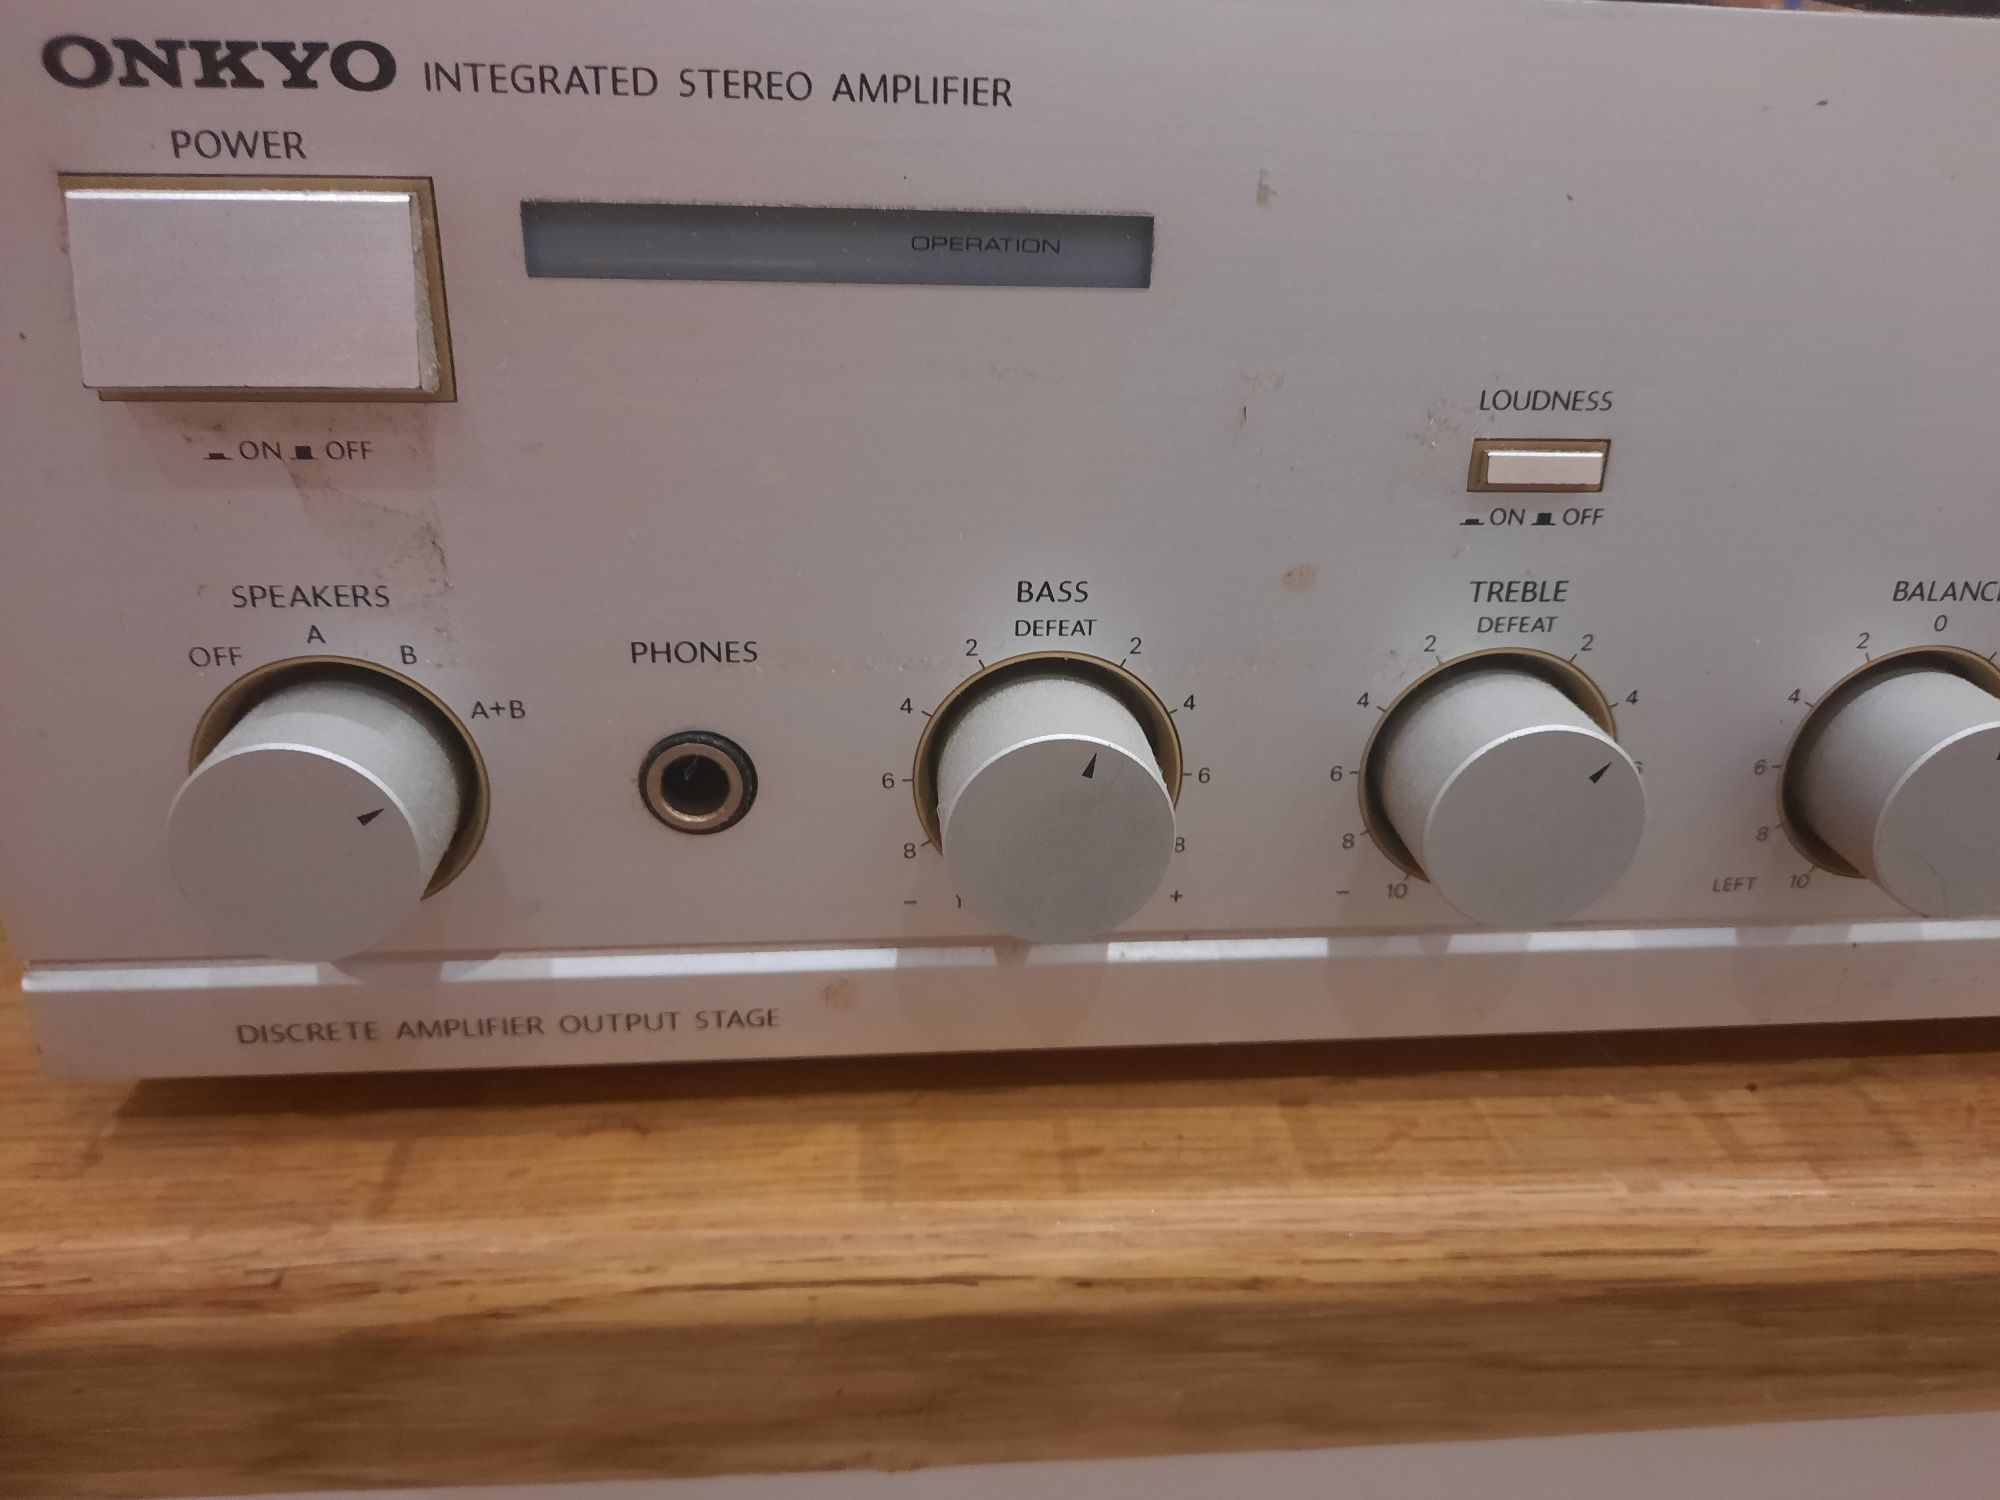 ONKYO INTEGRATED STEREO AMPLIFIER
POWER
OPERATION
ON OFF
LOUDNESS
ON OFF
SPEAKERS
OFF A B A+B
PHONES
BASS
DEFEAT
2 2
4 4
6 6
8 8
- +
TREBLE
DEFEAT
2 2
4 4
6
8
- 10
BALANC
0
2
4
6
8
LEFT 10
DISCRETE AMPLIFIER OUTPUT STAGE